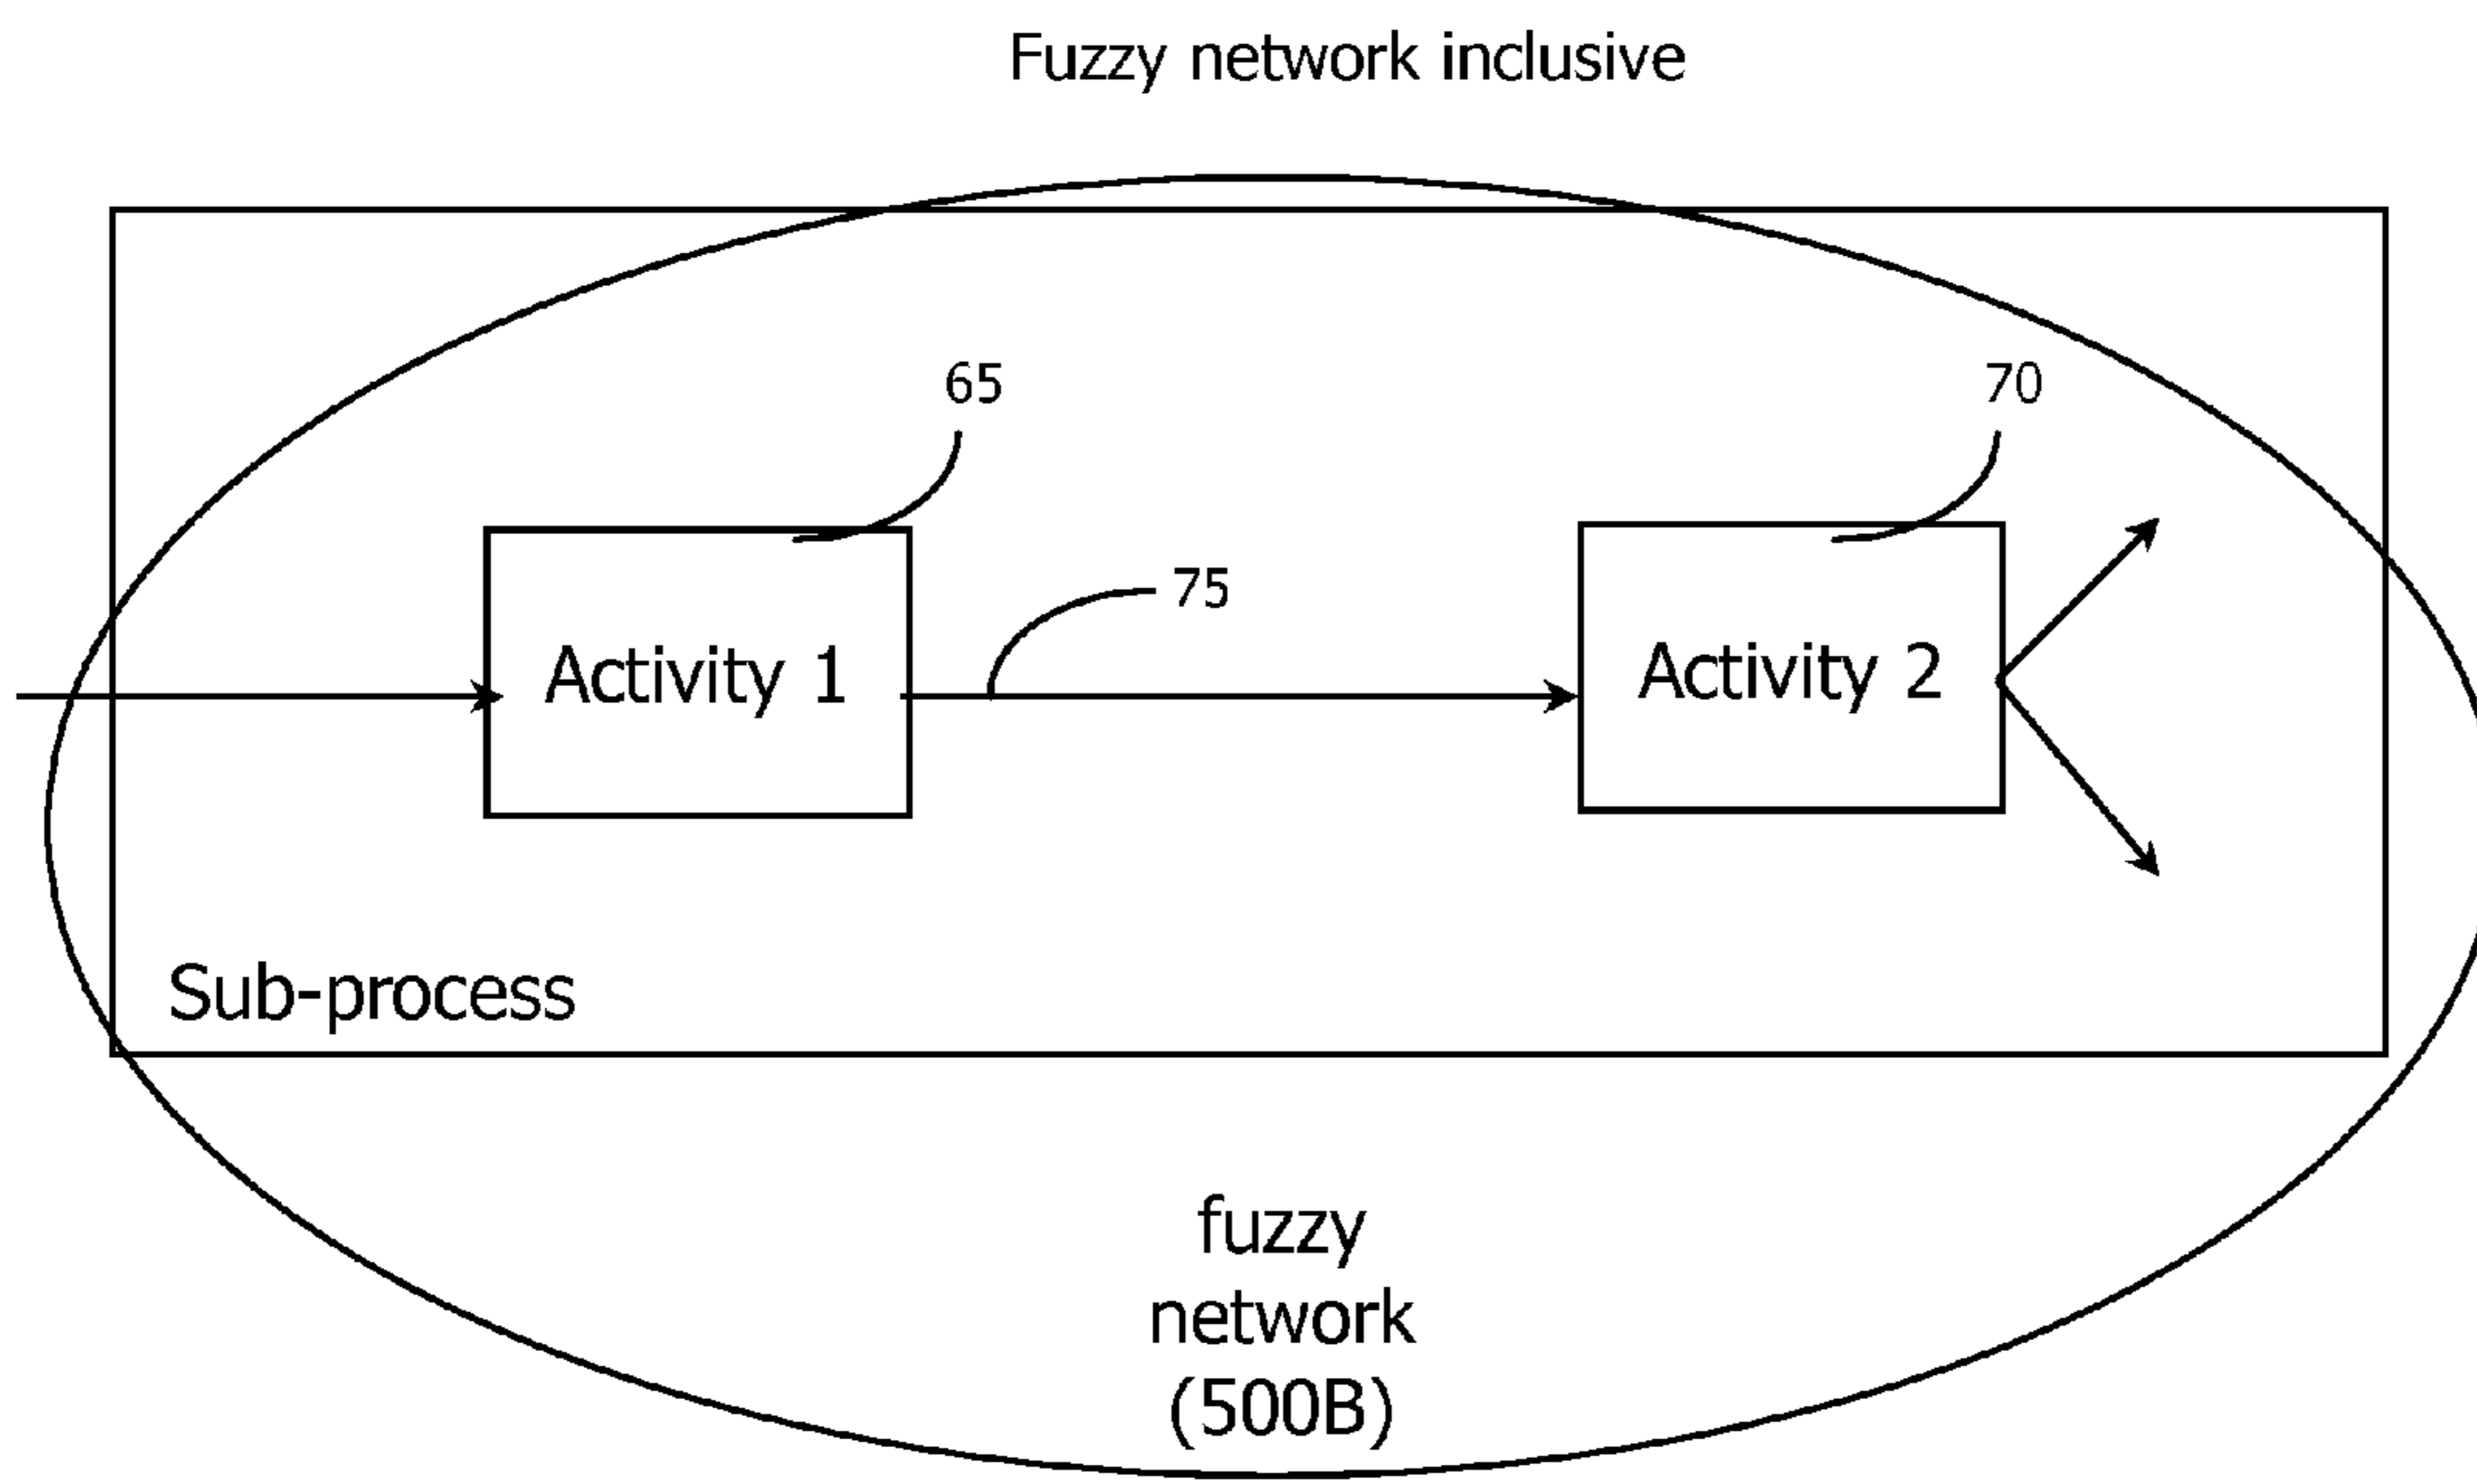 Fuzzy network inclusive
65
70
75
Activity 1
Activity 2
Sub-process
fuzzy
network
(500B)